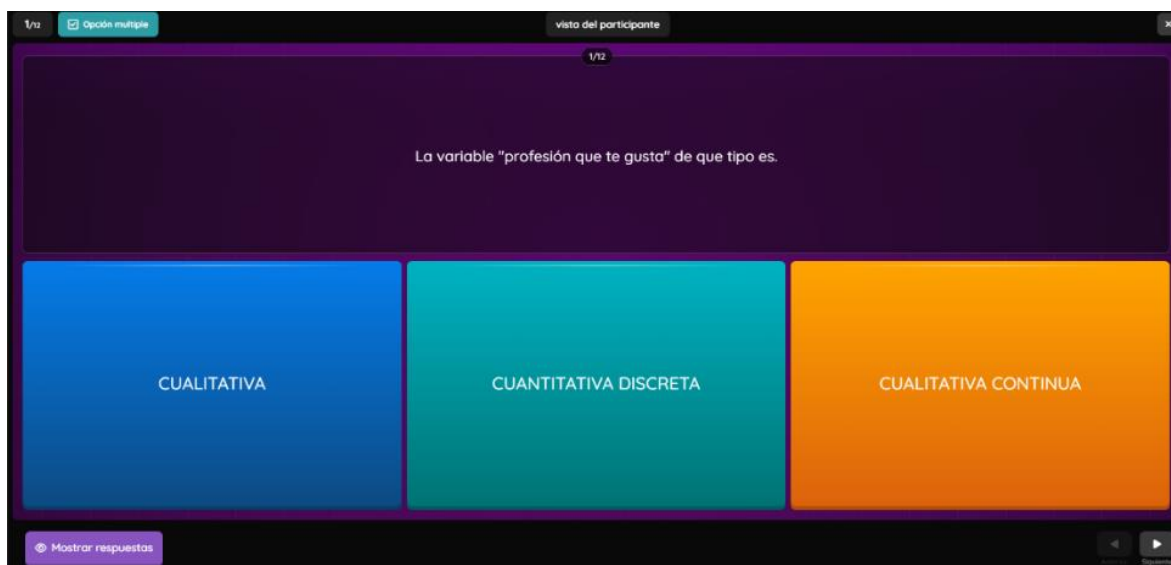 1/12
Opción multiple
vista del participante
1/12
La variable "profesión que te gusta" de que tipo es.
CUALITATIVA
CUANTITATIVA DISCRETA
CUALITATIVA CONTINUA
Mostrar respuestas